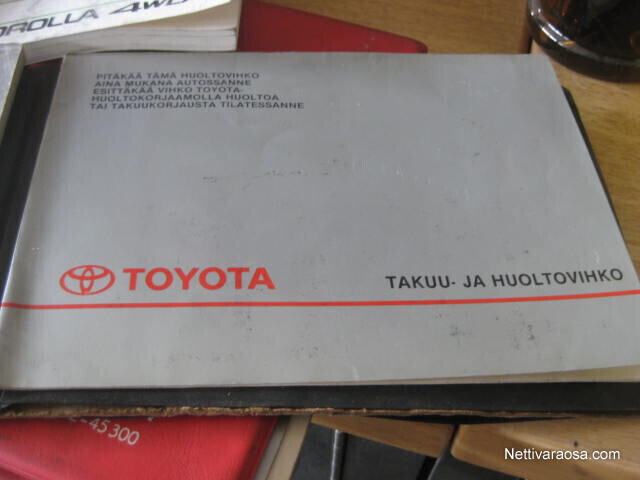 OROLLA 4WD
PITÄKÄÄ TÄMÄ HUOLTOVIHKO
AINA MUKANA AUTOSSANNE
ESITTÄKÄÄ VIHKO TOYOTA-
HUOLTOKORJAAMOLLA HUOLTOA
TAI TAKUUKORJAUSTA TILATESSANNE
TOYOTA
TAKUU- JA HUOLTOVIHKO
-45 300
Nettivaraosa.com